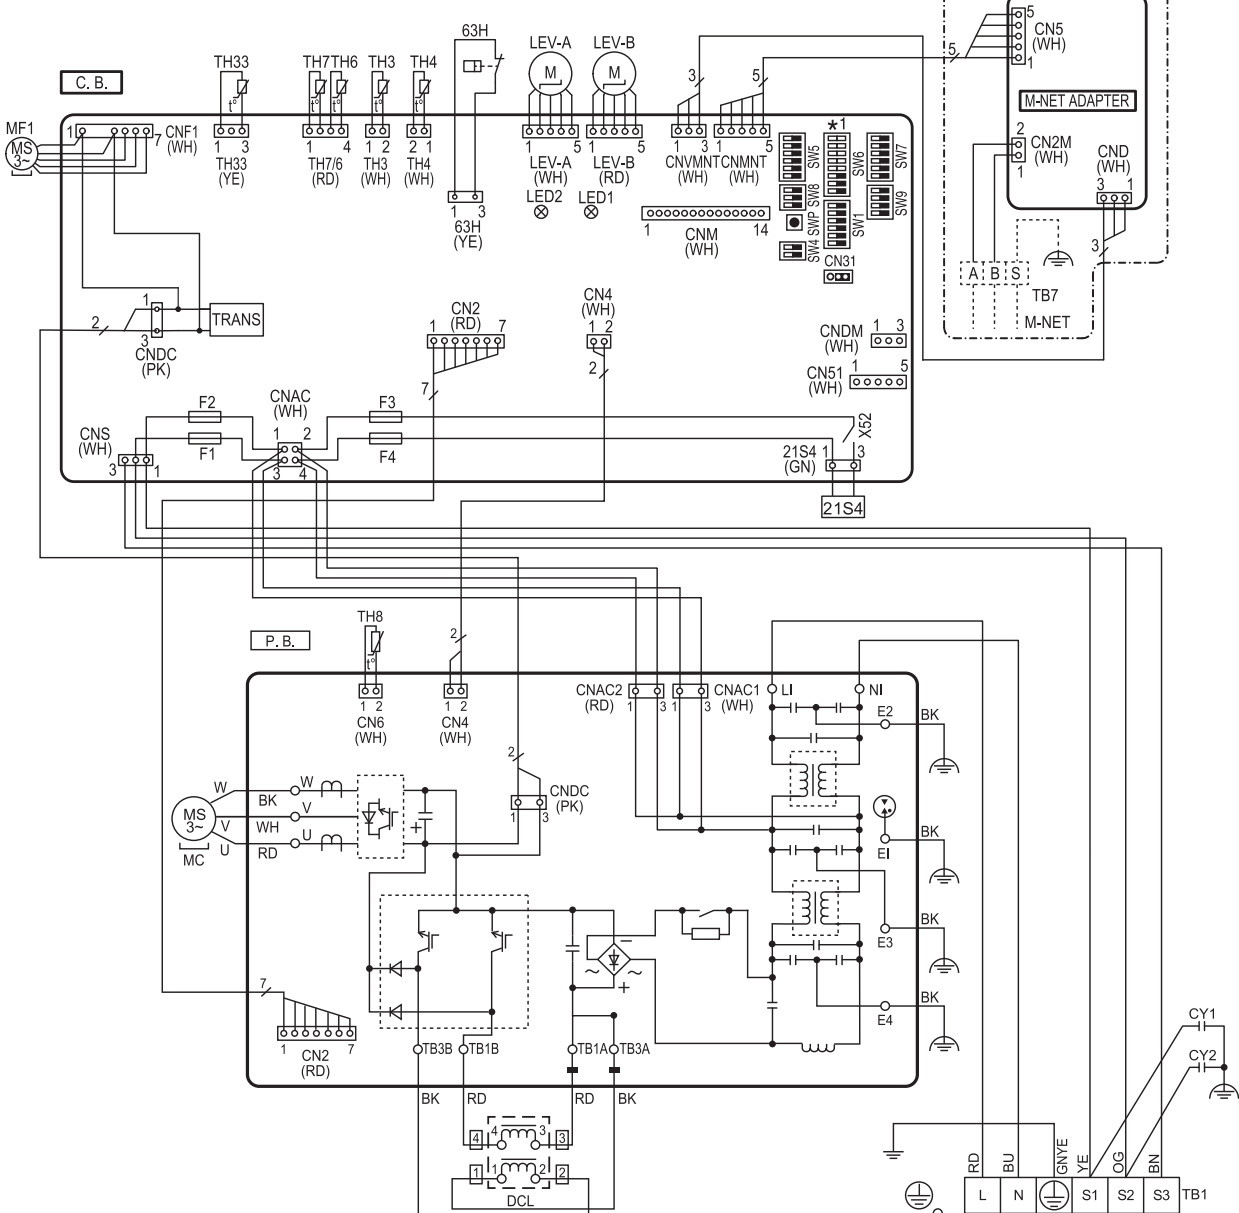 63H
LEV-A
LEV-B
5
CN5
(WH)
1
5
TH33
TH7
TH6
TH3
TH4
C. B.
M
M
3
5
t°
t°
t°
t°
t°
M-NET ADAPTER
MF1
MS
3~
1
7
CNF1
(WH)
1
3
TH33
(YE)
1
4
TH7/6
(RD)
1
2
TH3
(WH)
2
1
TH4
(WH)
1
5
LEV-A
(WH)
1
5
LEV-B
(RD)
1
3
CNVMNT
(WH)
1
5
CNMNT
(WH)
*1
SW5
SW6
SW7
SW8
SW9
SWP
SW1
SW4
2
CN2M
(WH)
1
CND
(WH)
3
1
3
LED2
LED1
1
3
63H
(YE)
1
14
CNM
(WH)
CN31
A
B
S
TB7
M-NET
1
3
CNDC
(PK)
2
TRANS
CN2
(RD)
1
7
7
CN4
(WH)
1
2
2
CNDM
(WH)
1
3
CN51
(WH)
1
5
CNS
(WH)
3
1
F2
F1
CNAC
(WH)
1
2
3
4
F3
F4
X52
21S4
(GN)
1
3
21S4
P. B.
TH8
t°
1
2
CN6
(WH)
2
1
2
CN4
(WH)
CNAC2
(RD)
1
3
1
3
CNAC1
(WH)
LI
NI
E2
BK
2
CNDC
(PK)
1
3
MS
3~
MC
W
V
U
BK
WH
RD
W
V
U
+
EI
BK
E3
BK
−
~
~
+
E4
BK
7
1
7
CN2
(RD)
TB3B
TB1B
TB1A
TB3A
BK
RD
RD
BK
4
4
3
3
1
1
2
2
DCL
CY1
CY2
RD
BU
GNYE
YE
OG
BN
L
N
S1
S2
S3
TB1